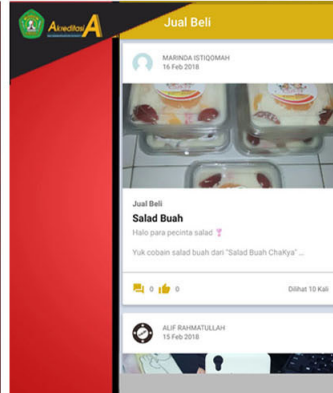 Akreditasi A
Jual Beli
MARINDA ISTIQOMAH
16 Feb 2018
Jual Beli
Salad Buah
Halo para pecinta salad 🍹
Yuk cobain salad buah dari "Salad Buah ChaKya" ...
0 0 Dilihat 10 Kali
ALIF RAHMATULLAH
15 Feb 2018